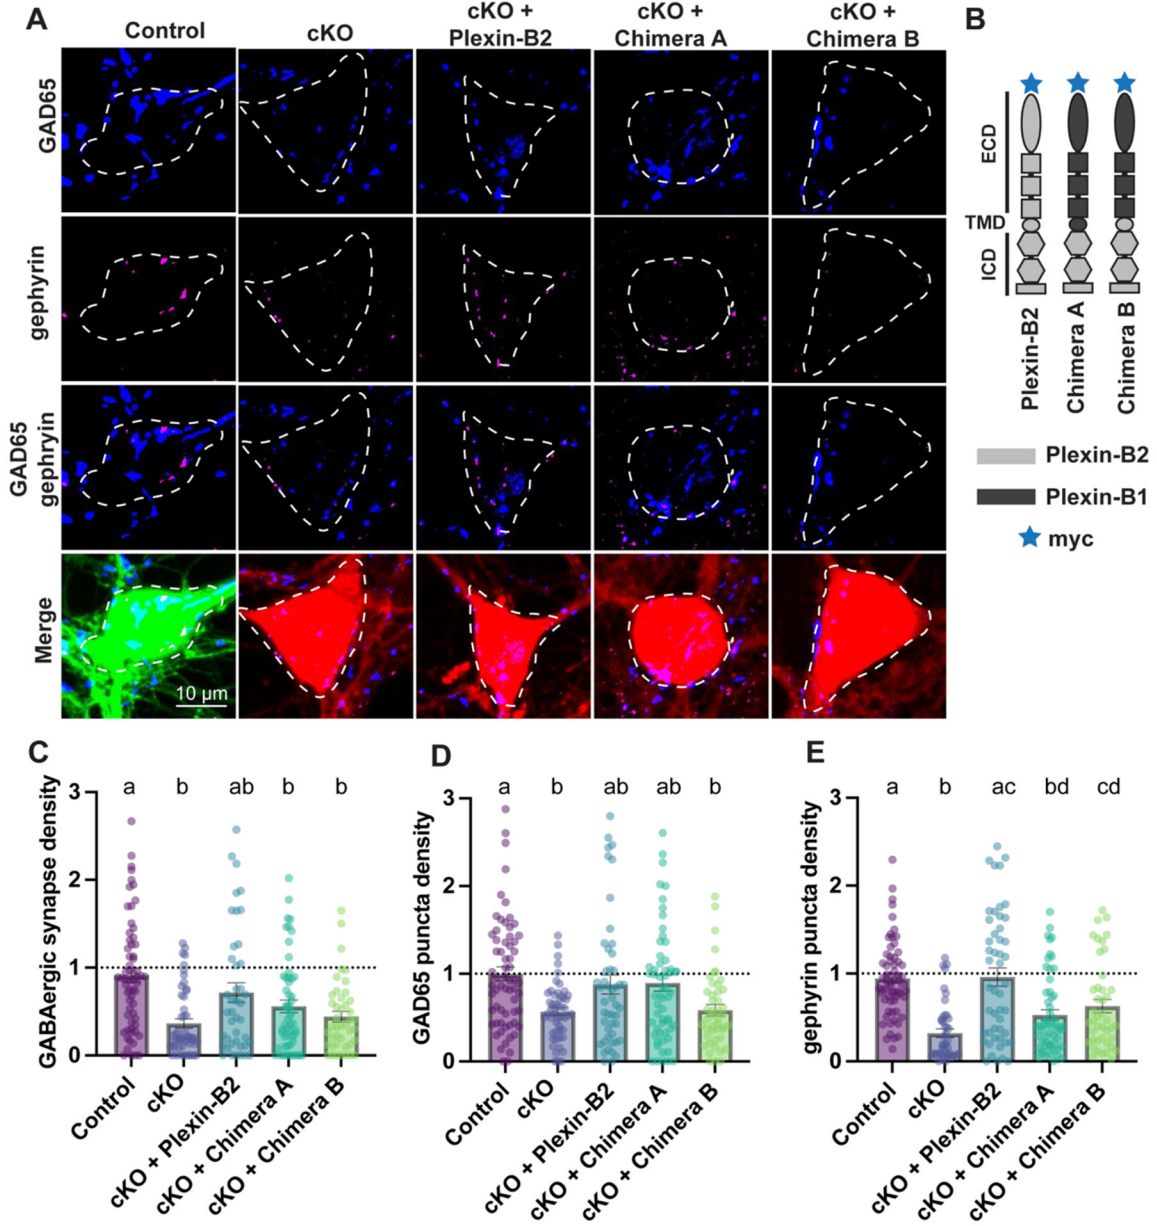 A
Control
cKO
cKO +
Plexin-B2
cKO +
Chimera A
cKO +
Chimera B
GAD65
gephyrin
GAD65
gephyrin
Merge
10 µm
B
ECD
TMD
ICD
Plexin-B2
Chimera A
Chimera B
Plexin-B2
Plexin-B1
myc
C
GABAergic synapse density
a b ab b b
3
2
1
0
Control
cKO
cKO + Plexin-B2
cKO + Chimera A
cKO + Chimera B
D
GAD65 puncta density
a b ab ab b
3
2
1
0
Control
cKO
cKO + Plexin-B2
cKO + Chimera A
cKO + Chimera B
E
gephyrin puncta density
a b ac bd cd
3
2
1
0
Control
cKO
cKO + Plexin-B2
cKO + Chimera A
cKO + Chimera B